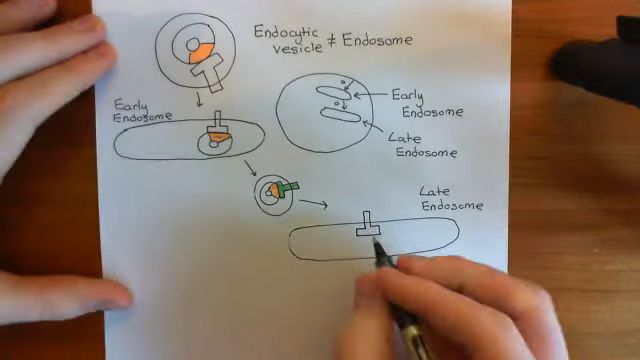 Endocytic
vesicle ≠ Endosome
Early
Endosome
Early
Endosome
Late
Endosome
Late
Endosome